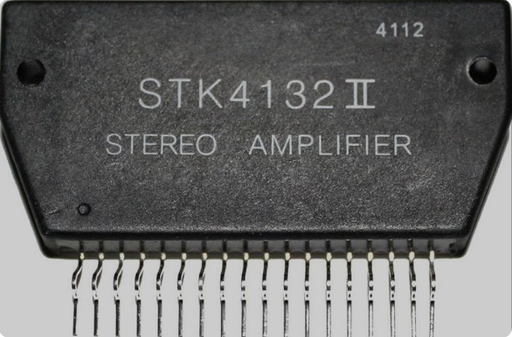 4112
STK4132II
STEREO AMPLIFIER